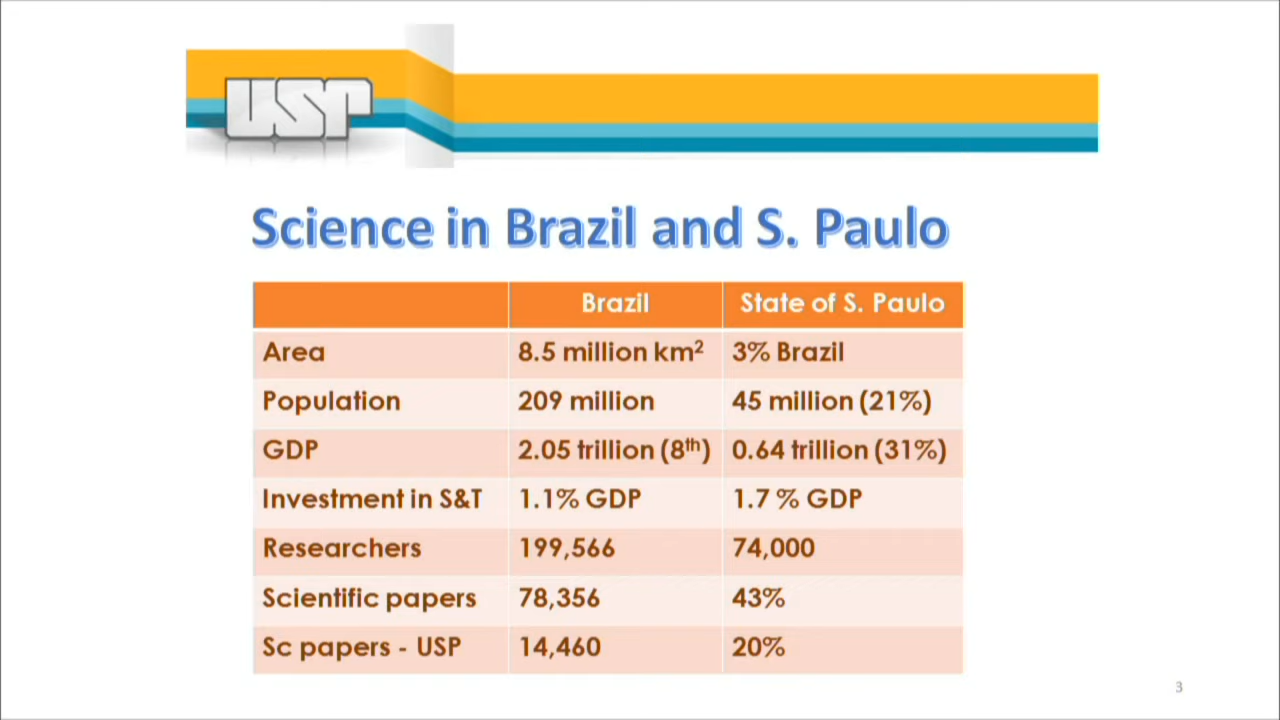 USP
Science in Brazil and S. Paulo
Brazil State of S. Paulo
Area 8.5 million km² 3% Brazil
Population 209 million 45 million (21%)
GDP 2.05 trillion (8th) 0.64 trillion (31%)
Investment in S&T 1.1% GDP 1.7 % GDP
Researchers 199,566 74,000
Scientific papers 78,356 43%
Sc papers - USP 14,460 20%
3